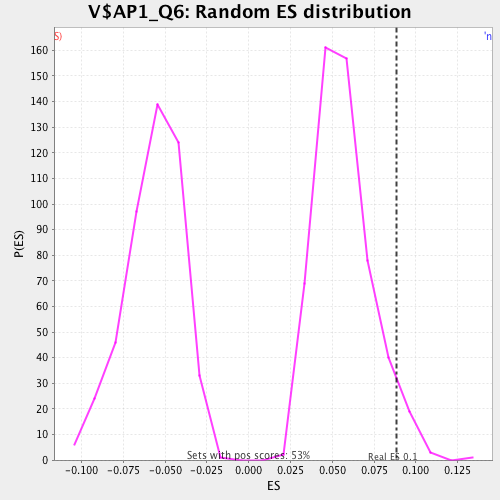 V$AP1_Q6: Random ES distribution
S)
'n
160
150
140
130
120
110
100
90
80
70
60
50
40
30
20
10
0
P(ES)
Sets with pos scores: 53%
Real ES 0.1
-0.100 -0.075 -0.050 -0.025 0.000 0.025 0.050 0.075 0.100 0.125
ES